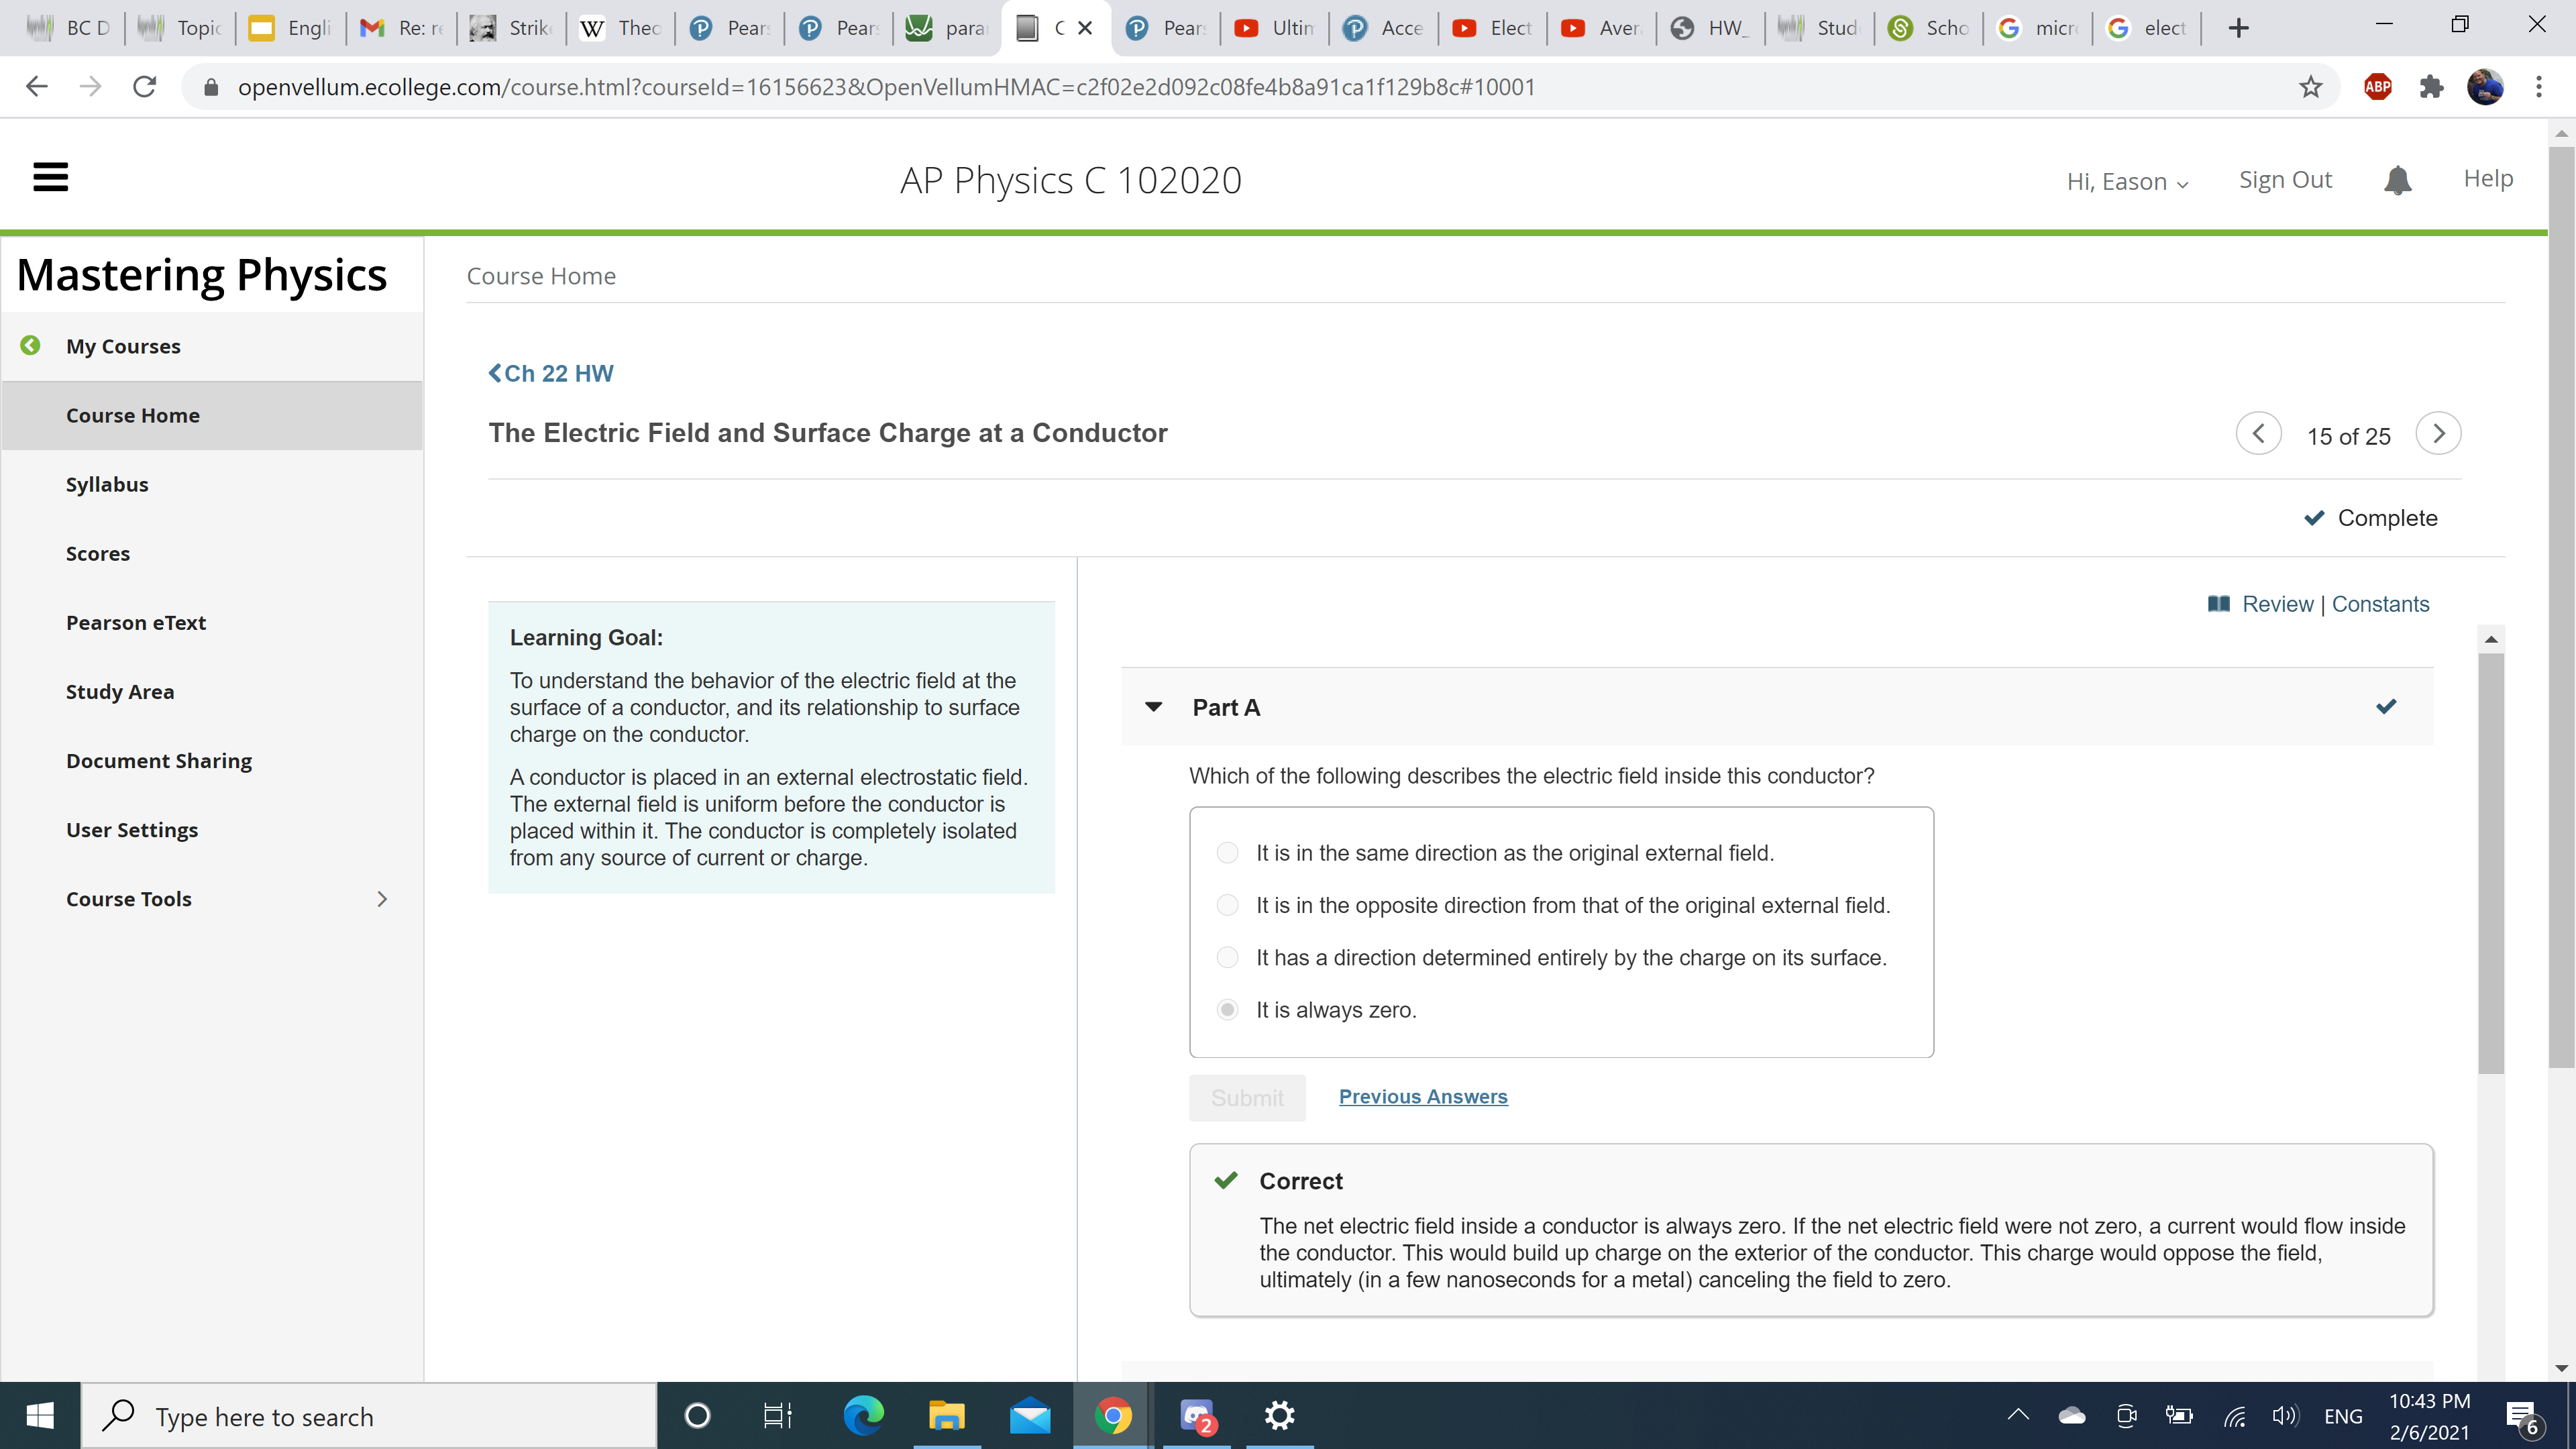 BC D
Topic
Engli
Re: re
Strike
Theo
Pears
Pears
para
C
Pears
Ultim
Acce
Elect
Aver
HW_
Stud
Scho
micro
elect
openvellum.ecollege.com/course.html?courseId=16156623&OpenVellumHMAC=c2f02e2d092c08fe4b8a91ca1f129b8c#10001
ABP
AP Physics C 102020
Hi, Eason
Sign Out
Help
Mastering Physics
My Courses
Course Home
Syllabus
Scores
Pearson eText
Study Area
Document Sharing
User Settings
Course Tools
Course Home
Ch 22 HW
The Electric Field and Surface Charge at a Conductor
15 of 25
Complete
Learning Goal:
To understand the behavior of the electric field at the
surface of a conductor, and its relationship to surface
charge on the conductor.
A conductor is placed in an external electrostatic field.
The external field is uniform before the conductor is
placed within it. The conductor is completely isolated
from any source of current or charge.
Review | Constants
Part A
Which of the following describes the electric field inside this conductor?
It is in the same direction as the original external field.
It is in the opposite direction from that of the original external field.
It has a direction determined entirely by the charge on its surface.
It is always zero.
Submit
Previous Answers
Correct
The net electric field inside a conductor is always zero. If the net electric field were not zero, a current would flow inside
the conductor. This would build up charge on the exterior of the conductor. This charge would oppose the field,
ultimately (in a few nanoseconds for a metal) canceling the field to zero.
Type here to search
2
ENG
10:43 PM
2/6/2021
6